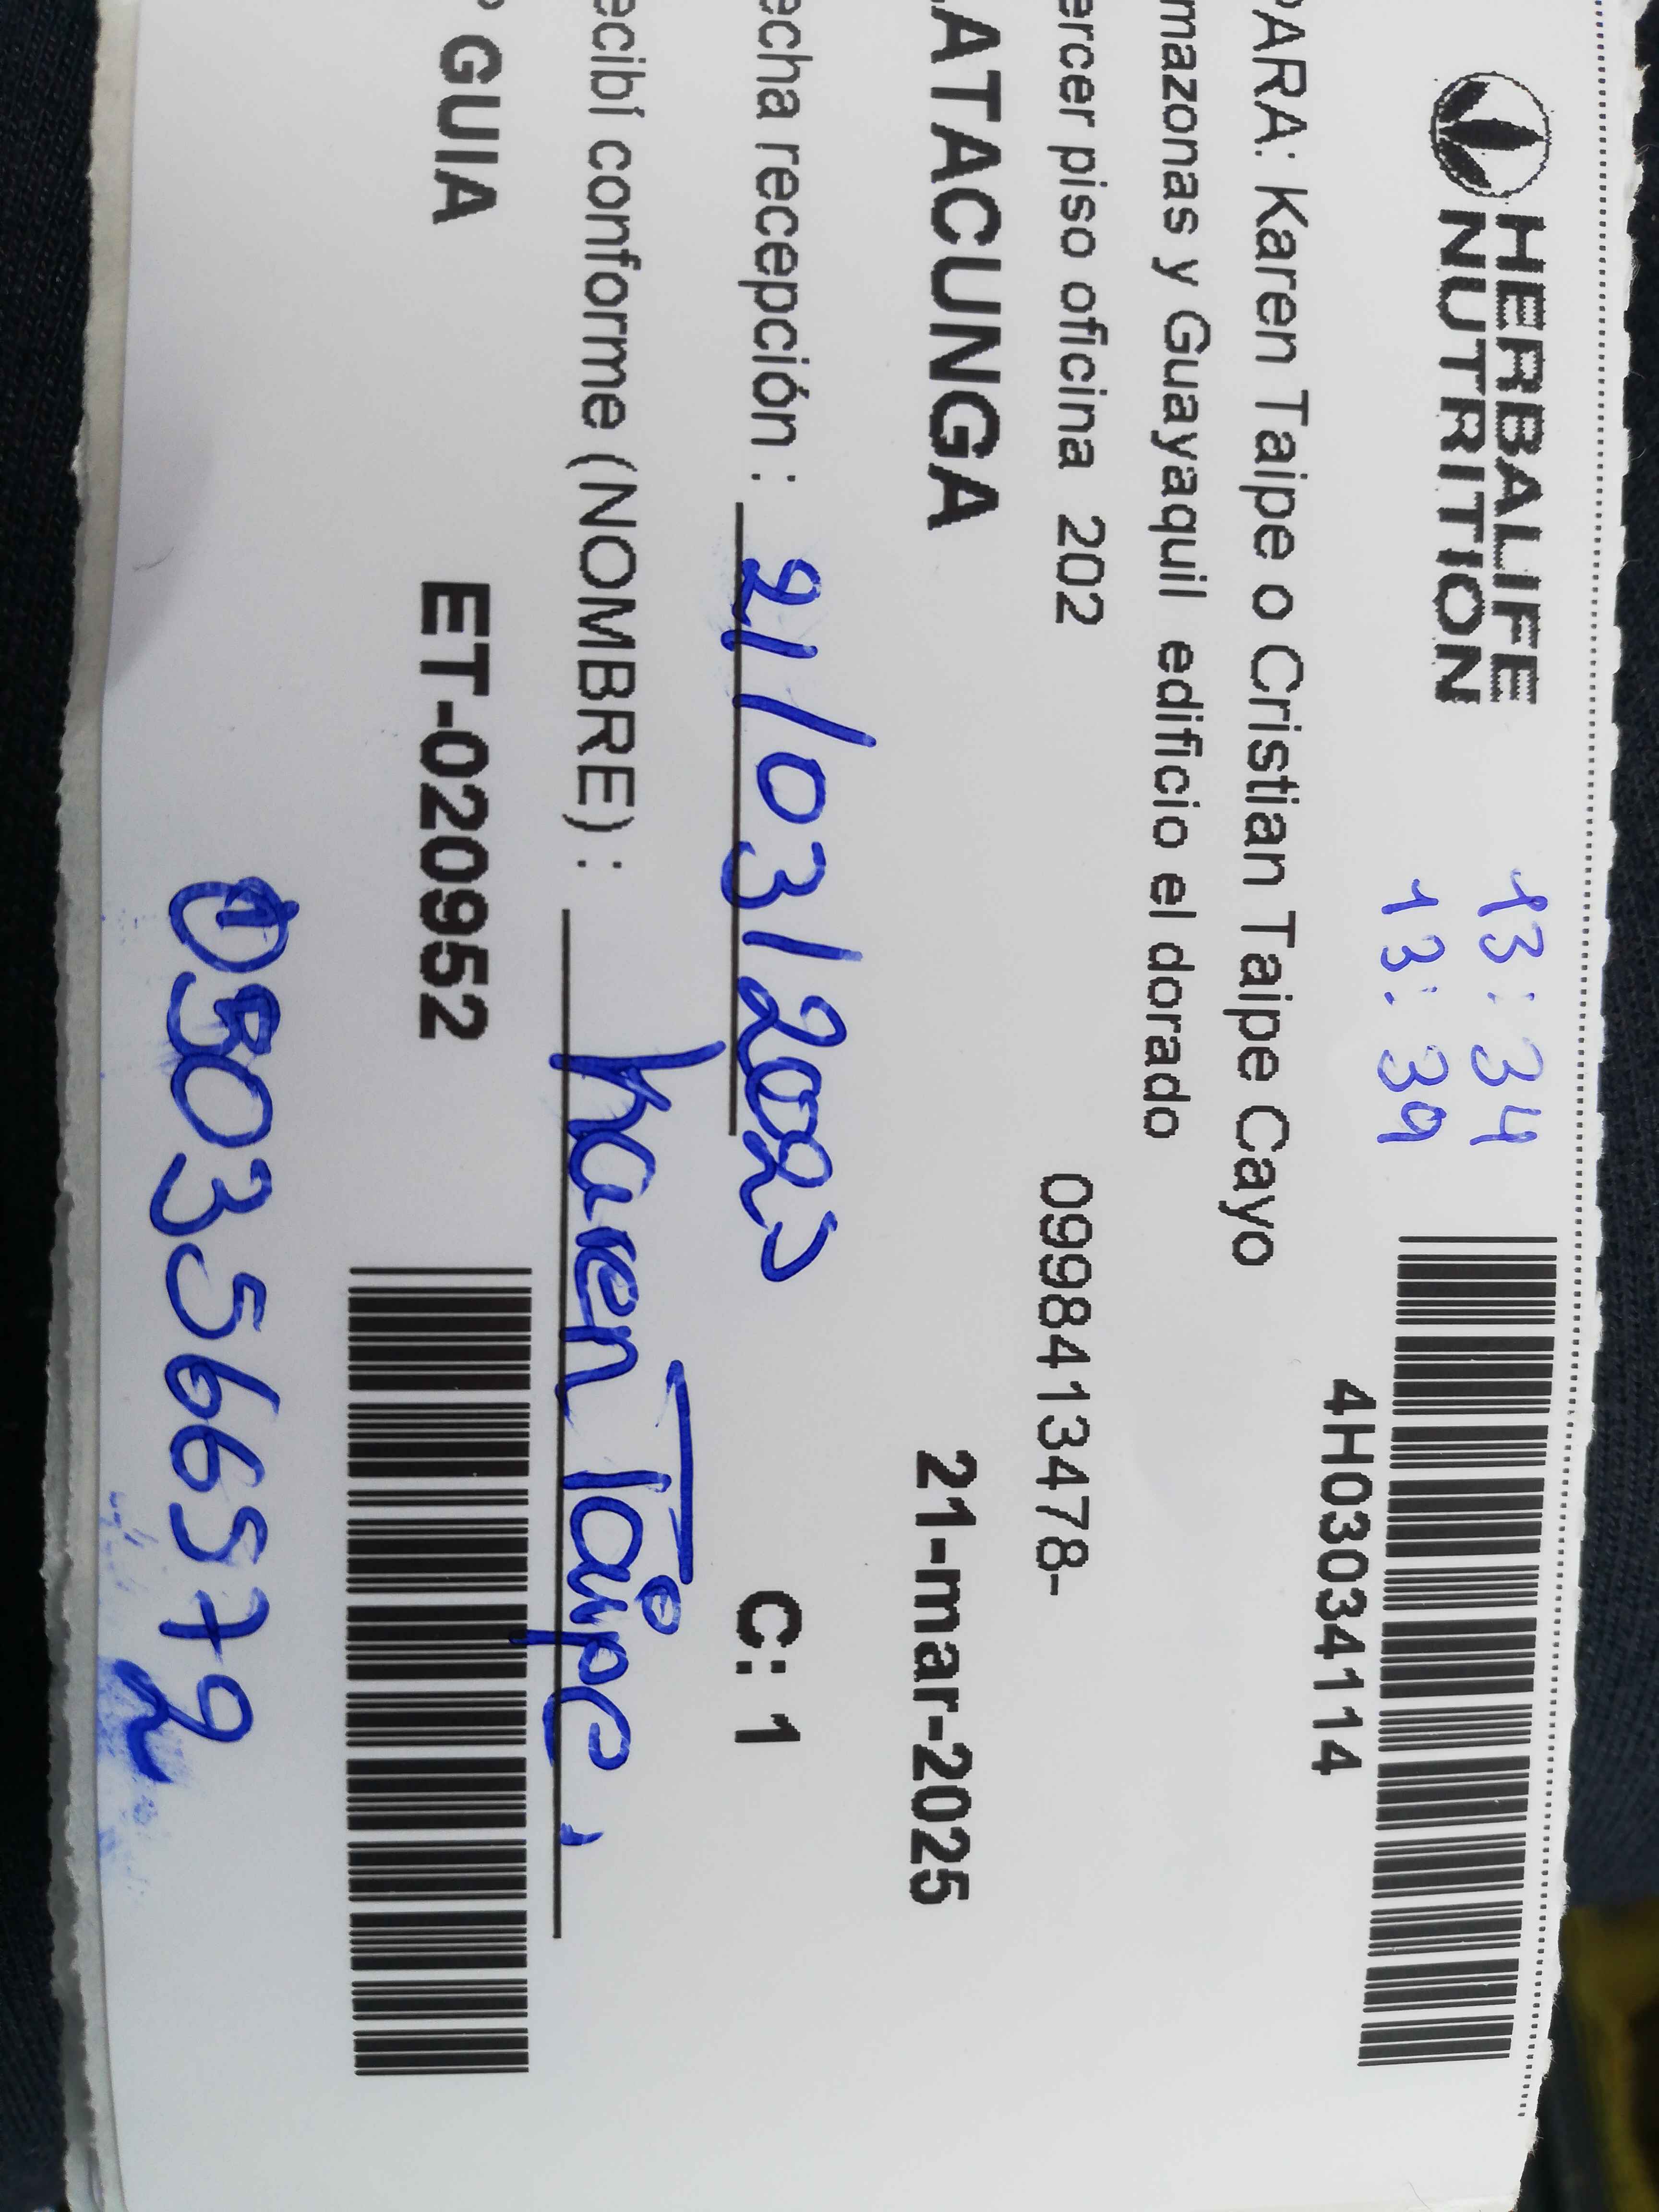 HERBALIFE
NUTRITION
13:34
13:39
4H03034114
PARA: Karen Taipe o Cristian Taipe Cayo
mazonas y Guayaquil edificio el dorado
ercer piso oficina 202 0998413478-
LATACUNGA 21-mar-2025
echa recepción : 21/03/2025 C: 1
ecibí conforme (NOMBRE) : Karen Taipe.
º GUIA ET-020952